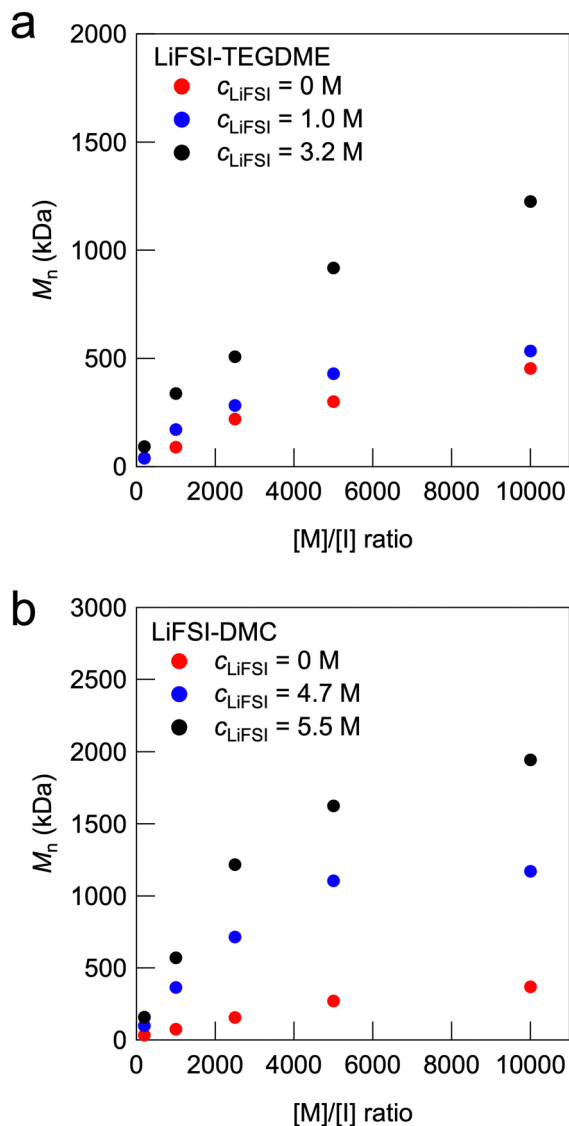 a
LiFSI-TEGDME
cLiFSI = 0 M
cLiFSI = 1.0 M
cLiFSI = 3.2 M
2000
1500
1000
500
0
Mn (kDa)
0 2000 4000 6000 8000 10000
[M]/[I] ratio
b
LiFSI-DMC
cLiFSI = 0 M
cLiFSI = 4.7 M
cLiFSI = 5.5 M
3000
2500
2000
1500
1000
500
0
Mn (kDa)
0 2000 4000 6000 8000 10000
[M]/[I] ratio